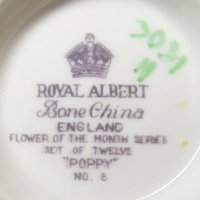 ROYAL ALBERT
Bone China
ENGLAND
FLOWER OF THE MONTH SERIES
SET OF TWELVE
"POPPY"
NO. 8